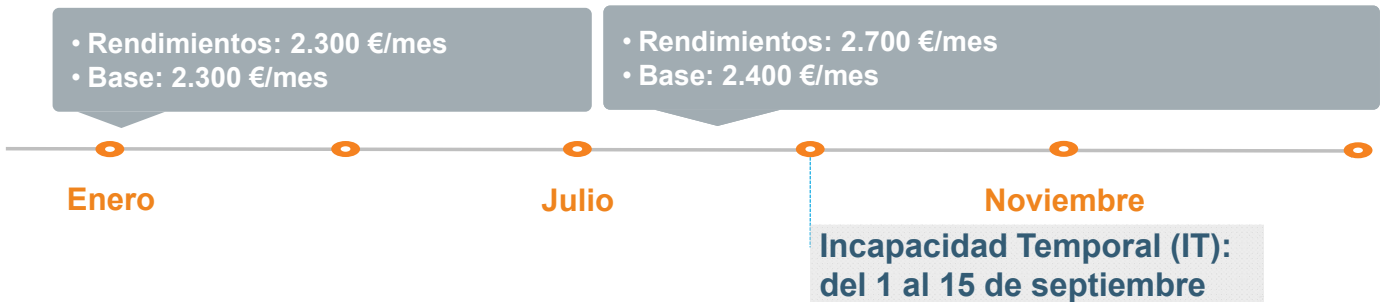 • Rendimientos: 2.300 €/mes
• Base: 2.300 €/mes
• Rendimientos: 2.700 €/mes
• Base: 2.400 €/mes
Enero
Julio
Noviembre
Incapacidad Temporal (IT):
del 1 al 15 de septiembre